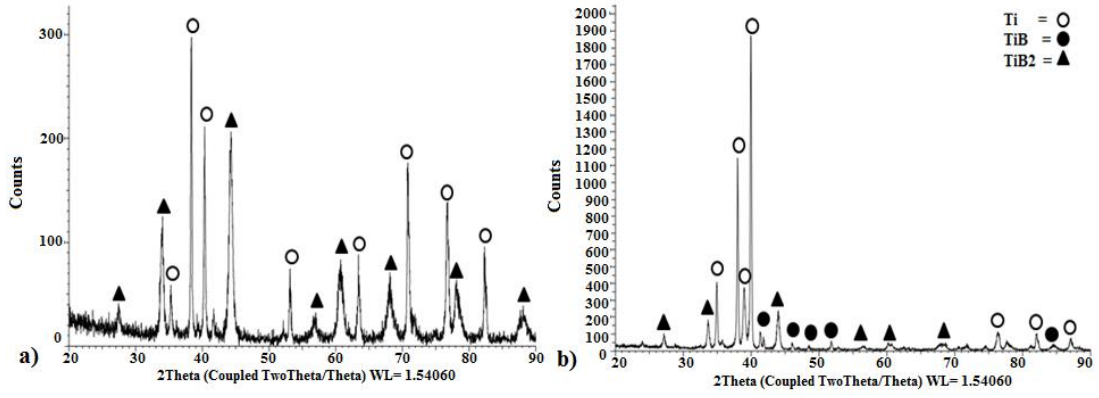 300
200
100
0
Counts
20 30 40 50 60 70 80 90
2Theta (Coupled TwoTheta/Theta) WL= 1.54060
a)
2000
1900
1800
1700
1600
1500
1400
1300
1200
1100
1000
900
800
700
600
500
400
300
200
100
0
Counts
20 30 40 50 60 70 80 90
2Theta (Coupled TwoTheta/Theta) WL= 1.54060
b)
Ti =
TiB =
TiB2 =